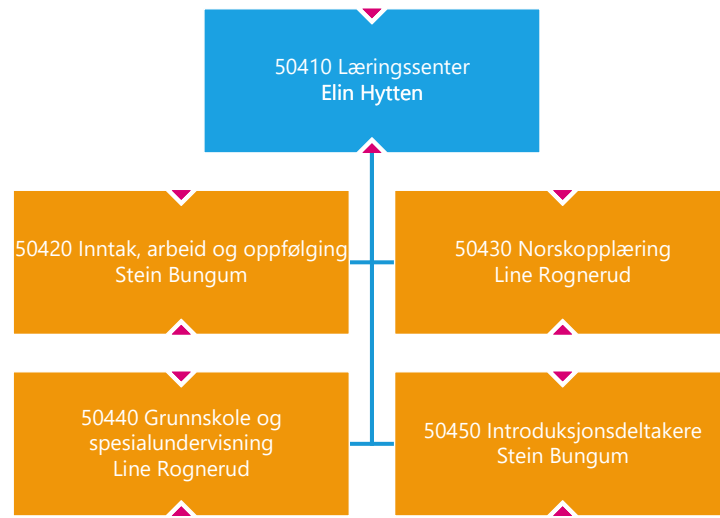 50410 Læringssenter
Elin Hytten
50420 Inntak, arbeid og oppfølging
Stein Bungum
50430 Norskopplæring
Line Rognerud
50440 Grunnskole og
spesialundervisning
Line Rognerud
50450 Introduksjonsdeltakere
Stein Bungum